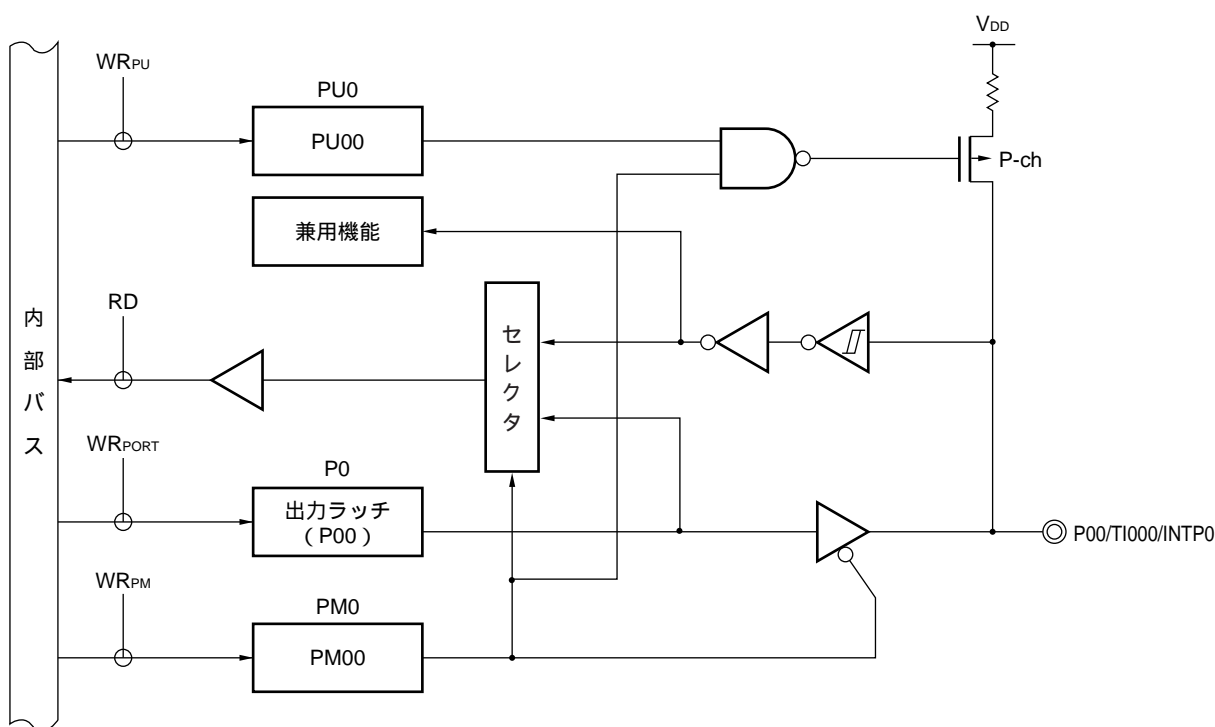 VDD
WRPU
PU0
PU00
P-ch
兼用機能
RD
セレクタ
内部バス
WRPORT
P0
出力ラッチ
(P00)
P00/TI000/INTP0
WRPM
PM0
PM00